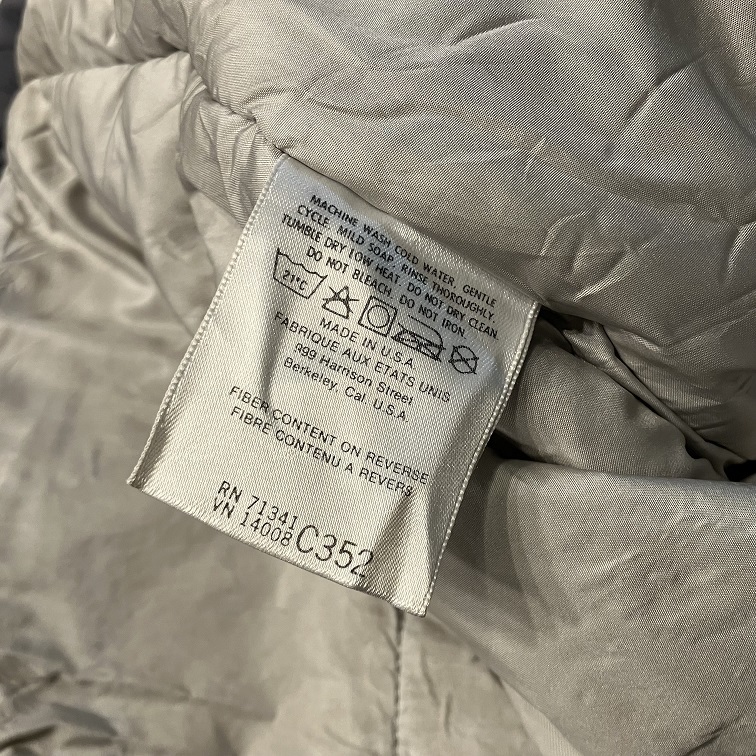 MACHINE WASH COLD WATER, GENTLE
CYCLE. MILD SOAP. RINSE THOROUGHLY.
TUMBLE DRY LOW HEAT. DO NOT DRY CLEAN.
DO NOT BLEACH. DO NOT IRON.
21°C
MADE IN U.S.A.
FABRIQUE AUX ETATS UNIS
899 Harrison Street
Berkeley, Cal. U.S.A.
FIBER CONTENT ON REVERSE
FIBRE CONTENU A REVERS
RN 71341
VN 14008 C352